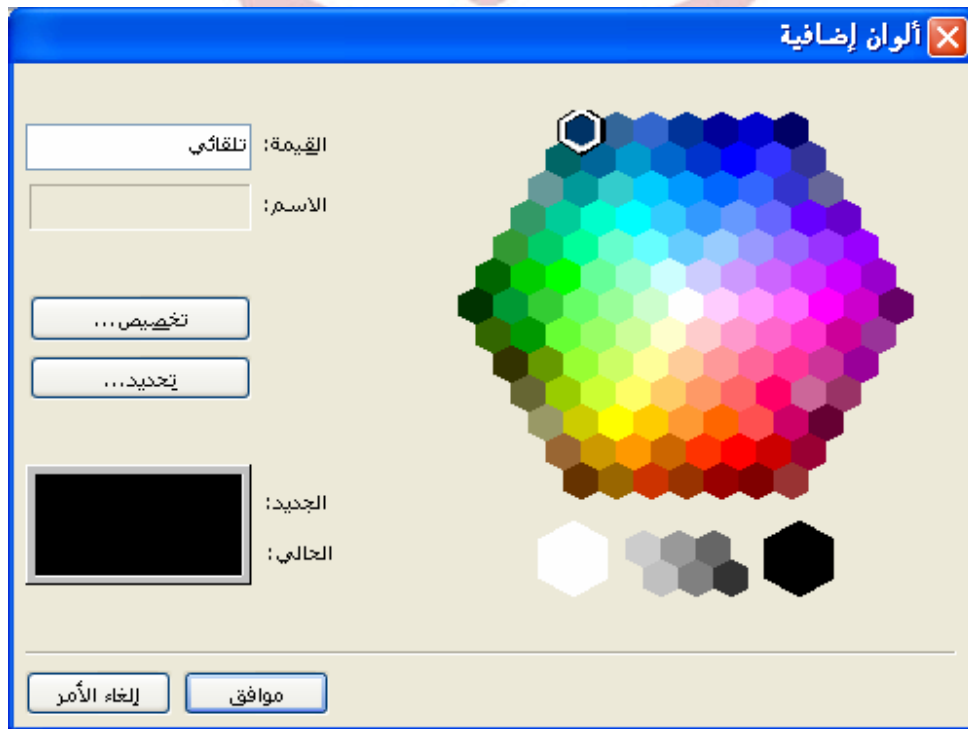 ألوان إضافية
القيمة: تلقائي
الاسم:
تخصيص...
تحديد...
الجديد:
الحالي:
موافق
إلغاء الأمر